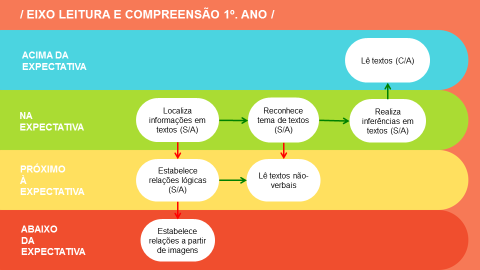 / EIXO LEITURA E COMPREENSÃO 1º. ANO /
ACIMA DA
EXPECTATIVA
Lê textos (C/A)
NA
EXPECTATIVA
Localiza
informações em
textos (S/A)
Reconhece
tema de textos
(S/A)
Realiza
inferências em
textos (S/A)
PRÓXIMO
À
EXPECTATIVA
Estabelece
relações lógicas
(S/A)
Lê textos não-
verbais
ABAIXO
DA
EXPECTATIVA
Estabelece
relações a partir
de imagens